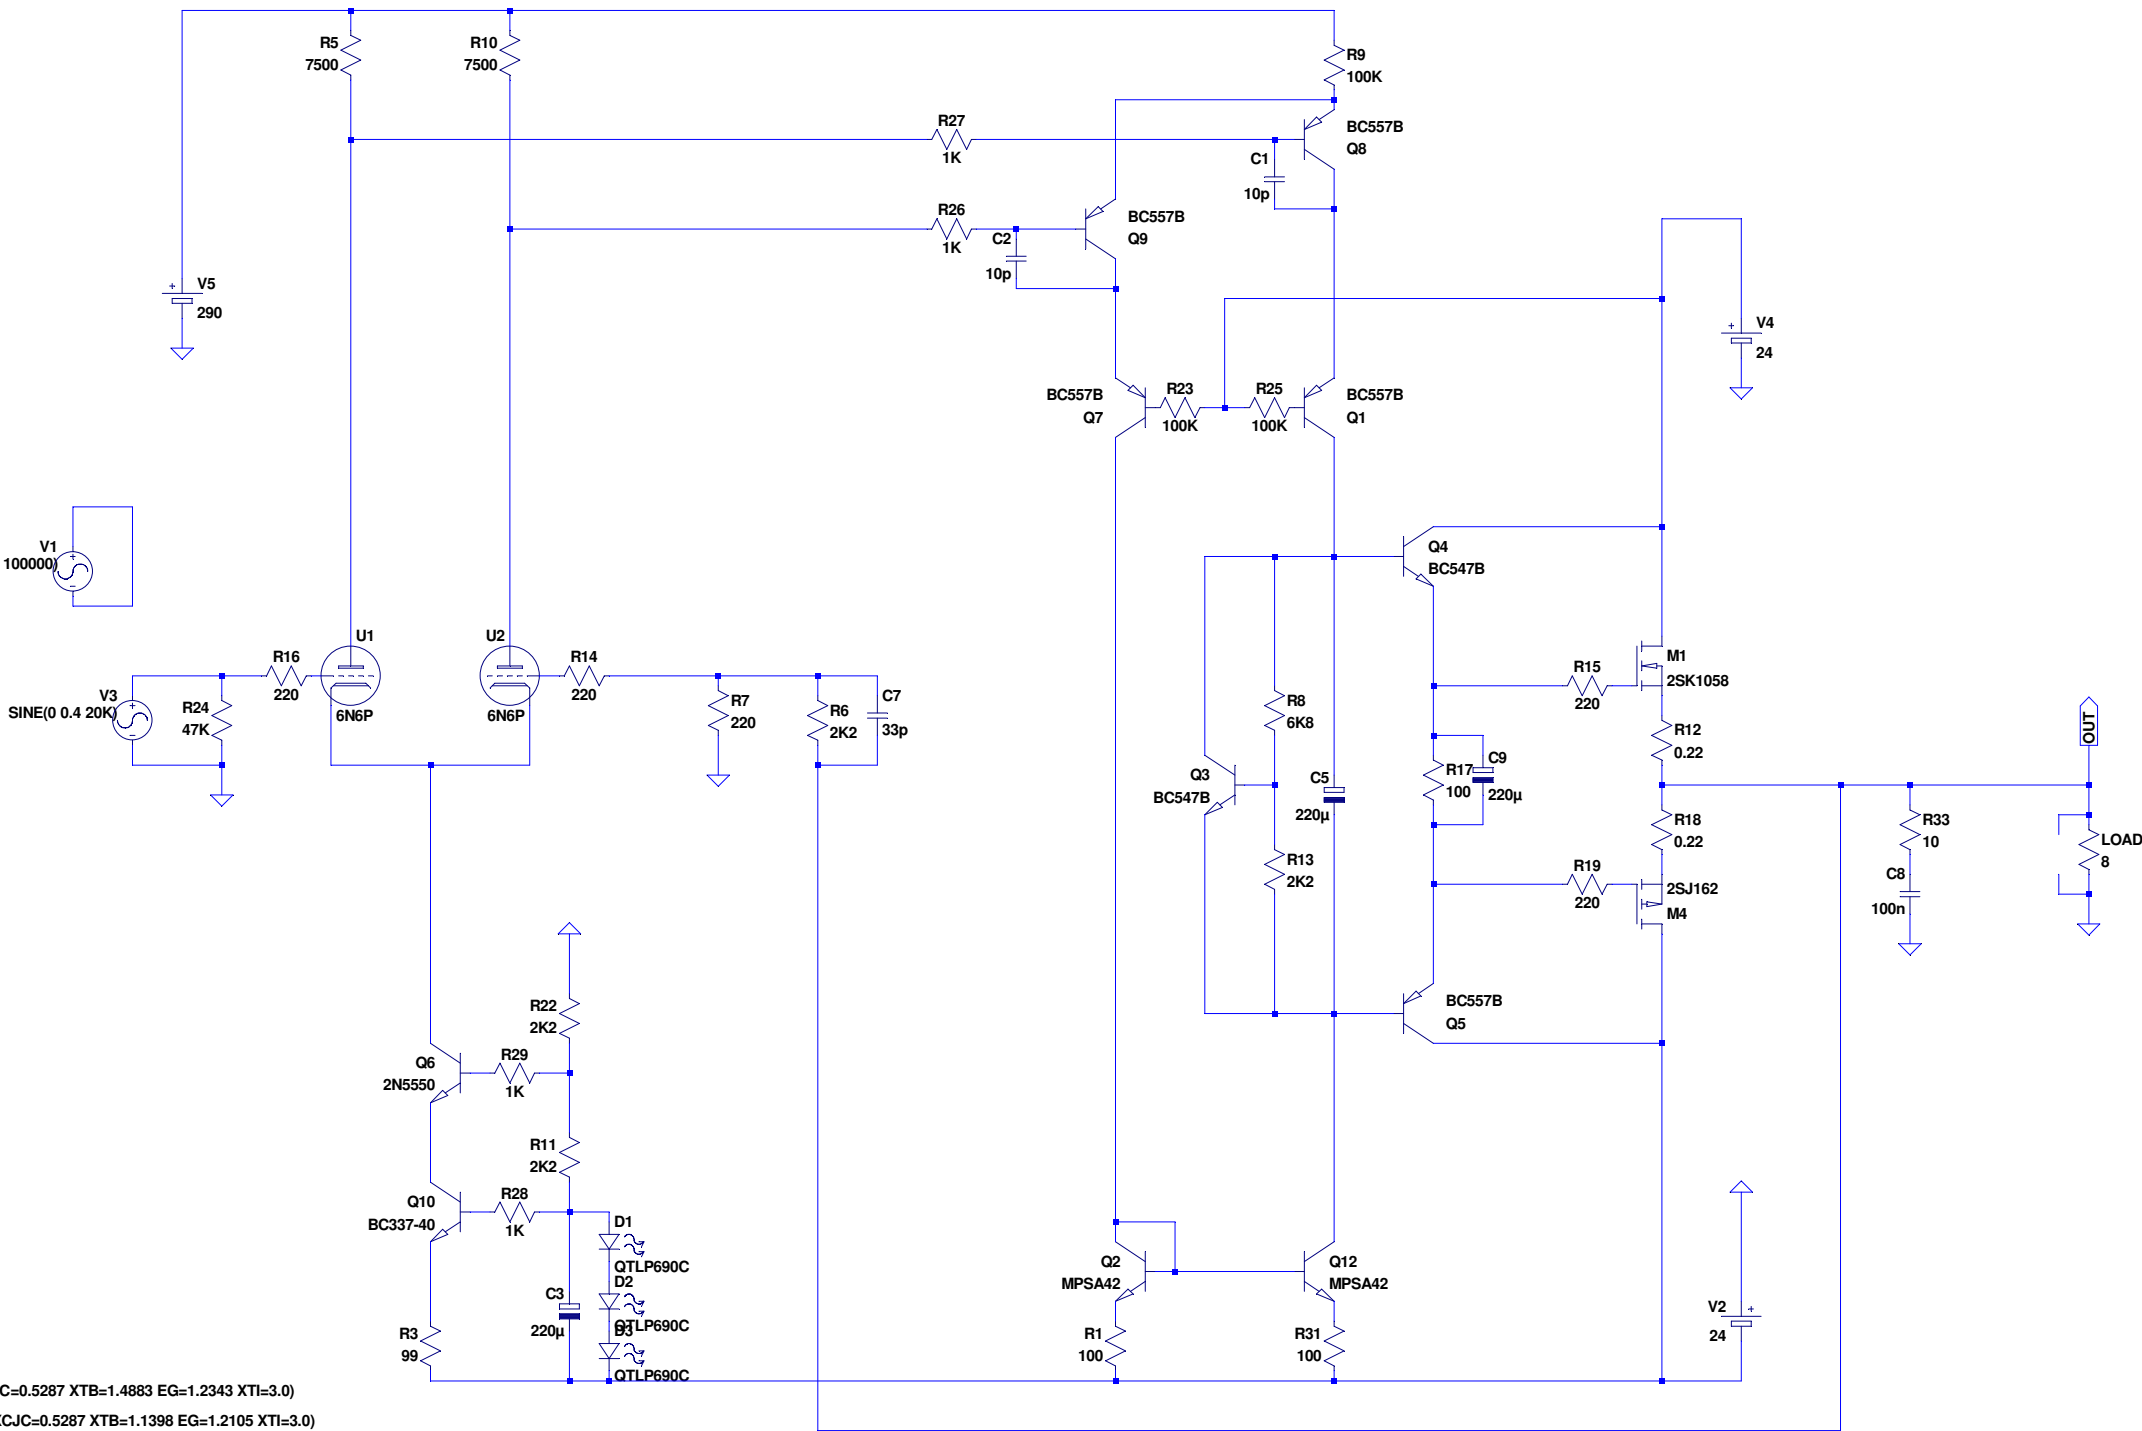 R5
7500
R10
7500
R9
100K
BC557B
Q8
R27
1K
C1
10p
R26
1K
C2
10p
BC557B
Q9
V5
290
V4
24
BC557B
Q7
R23
100K
R25
100K
BC557B
Q1
V1
100000)
Q4
BC547B
U1
6N6P
U2
6N6P
R16
220
R14
220
V3
SINE(0 0.4 20K)
R24
47K
R7
220
R6
2K2
C7
33p
R8
6K8
R15
220
M1
2SK1058
R12
0.22
OUT
Q3
BC547B
C5
220µ
R17
100
C9
220µ
R18
0.22
R33
10
LOAD
8
R13
2K2
R19
220
2SJ162
M4
C8
100n
BC557B
Q5
R22
2K2
Q6
2N5550
R29
1K
R11
2K2
Q10
BC337-40
R28
1K
D1
QTLP690C
D2
QTLP690C
D3
QTLP690C
C3
220µ
R3
99
Q2
MPSA42
Q12
MPSA42
R1
100
R31
100
V2
24
C=0.5287 XTB=1.4883 EG=1.2343 XTI=3.0)
XCJC=0.5287 XTB=1.1398 EG=1.2105 XTI=3.0)